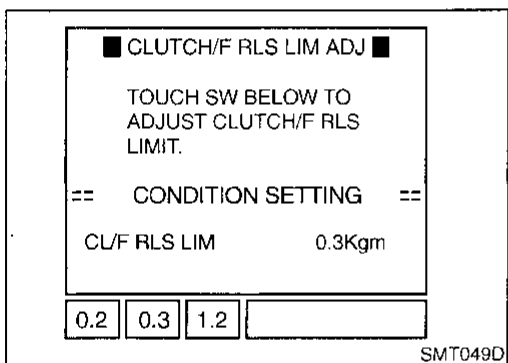 ■ CLUTCH/F RLS LIM ADJ ■
TOUCH SW BELOW TO
ADJUST CLUTCH/F RLS
LIMIT.
== CONDITION SETTING ==
CL/F RLS LIM 0.3Kgm
0.2 0.3 1.2
SMT049D